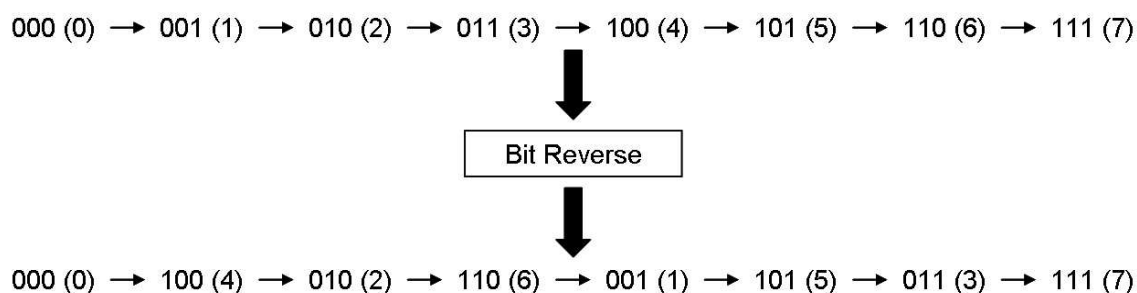 000 (0) → 001 (1) → 010 (2) → 011 (3) → 100 (4) → 101 (5) → 110 (6) → 111 (7)
Bit Reverse
000 (0) → 100 (4) → 010 (2) → 110 (6) → 001 (1) → 101 (5) → 011 (3) → 111 (7)